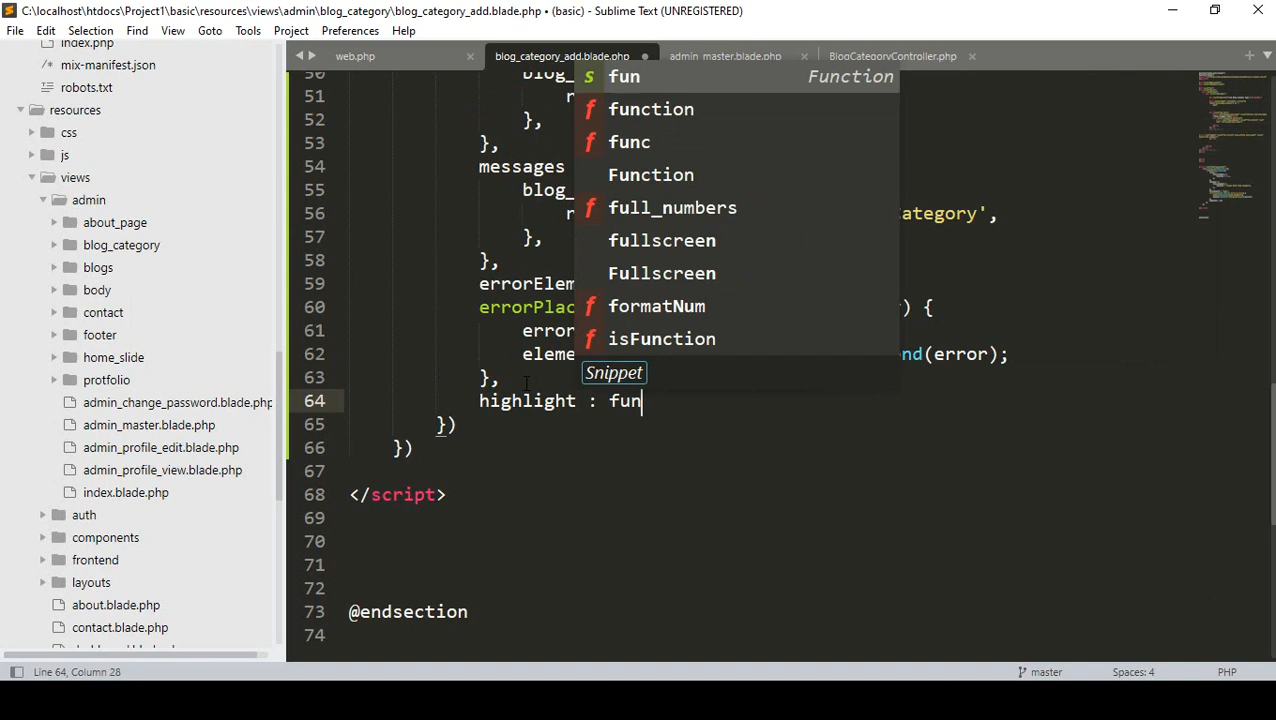 C:\localhost\htdocs\Project1\basic\resources\views\admin\blog_category\blog_category_add.blade.php • (basic) - Sublime Text (UNREGISTERED)
File Edit Selection Find View Goto Tools Project Preferences Help
index.php
mix-manifest.json
robots.txt
resources
css
js
views
admin
about_page
blog_category
blogs
body
contact
footer
home_slide
protfolio
admin_change_password.blade.php
admin_master.blade.php
admin_profile_edit.blade.php
admin_profile_view.blade.php
index.blade.php
auth
components
frontend
layouts
about.blade.php
contact.blade.php
web.php blog_category_add.blade.php admin_master.blade.php BlogCategoryController.php
50 blog_
51
52 },
53 },
54 messages
55 blog_
56 ategory',
57 },
58 },
59 errorElem
60 errorPlac ) {
61 error
62 eleme nd(error);
63 },
64 highlight : fun
65 })
66 })
67
68 </script>
69
70
71
72
73 @endsection
74
fun Function
function
func
Function
full_numbers
fullscreen
Fullscreen
formatNum
isFunction
Snippet
Line 64, Column 28 master Spaces: 4 PHP